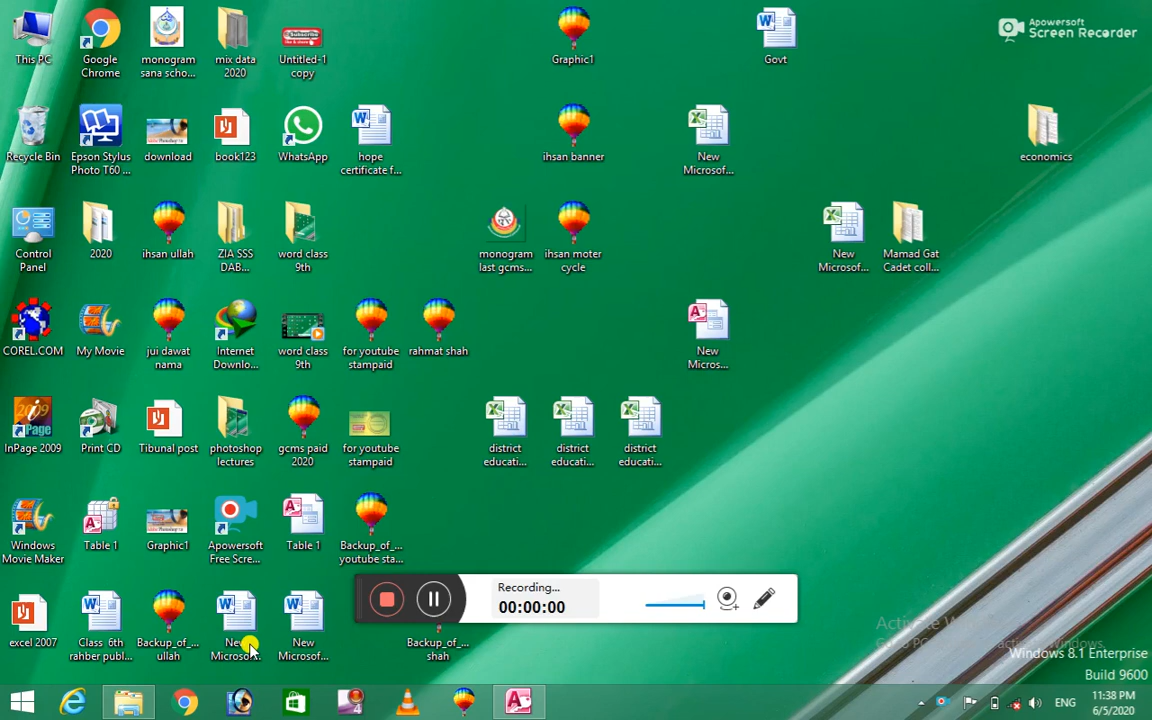 Apowersoft
Screen Recorder
This PC
Google
Chrome
monogram
sana scho...
mix data
2020
Untitled-1
copy
Graphic1
Govt
Recycle Bin
Epson Stylus
Photo T60 ...
download
book123
WhatsApp
hope
certificate f...
ihsan banner
New
Microsof...
economics
Control
Panel
2020
ihsan ullah
ZIA SSS
DAB...
word class
9th
monogram
last gcms...
ihsan moter
cycle
New
Microsof...
Mamad Gat
Cadet coll...
COREL.COM
My Movie
jui dawat
nama
Internet
Downlo...
word class
9th
for youtube
stampaid
rahmat shah
New
Micros...
InPage 2009
Print CD
Tibunal post
photoshop
lectures
gcms paid
2020
for youtube
stampaid
district
educati...
district
educati...
district
educati...
Windows
Movie Maker
Table 1
Graphic1
Apowersoft
Free Scre...
Table 1
Backup_of_...
youtube sta...
Recording...
00:00:00
excel 2007
Class 6th
rahber publ...
Backup_of_...
ullah
New
Microsof...
New
Microsof...
Backup_of_...
shah
Windows 8.1 Enterprise
Build 9600
ENG
11:38 PM
6/5/2020